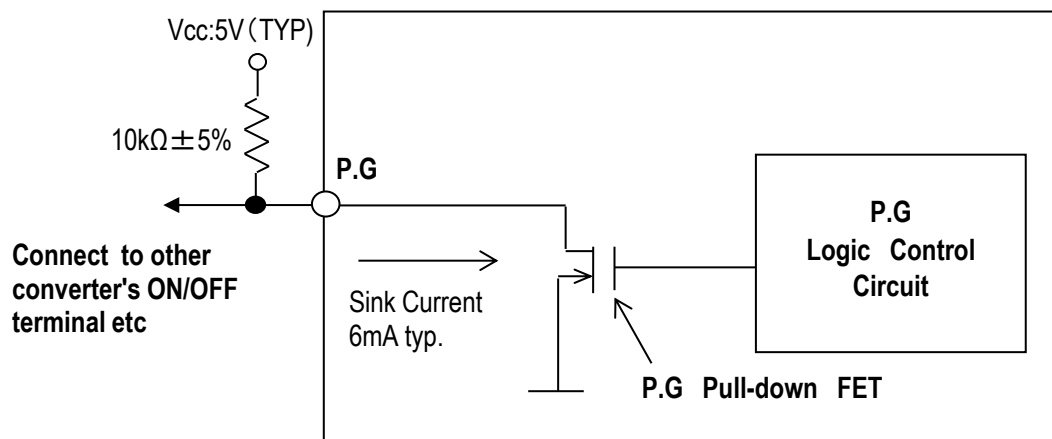 Vcc:5V(TYP)
10kΩ±5%
P.G
Connect to other
converter's ON/OFF
terminal etc
Sink Current
6mA typ.
P.G
Logic Control
Circuit
P.G Pull-down FET